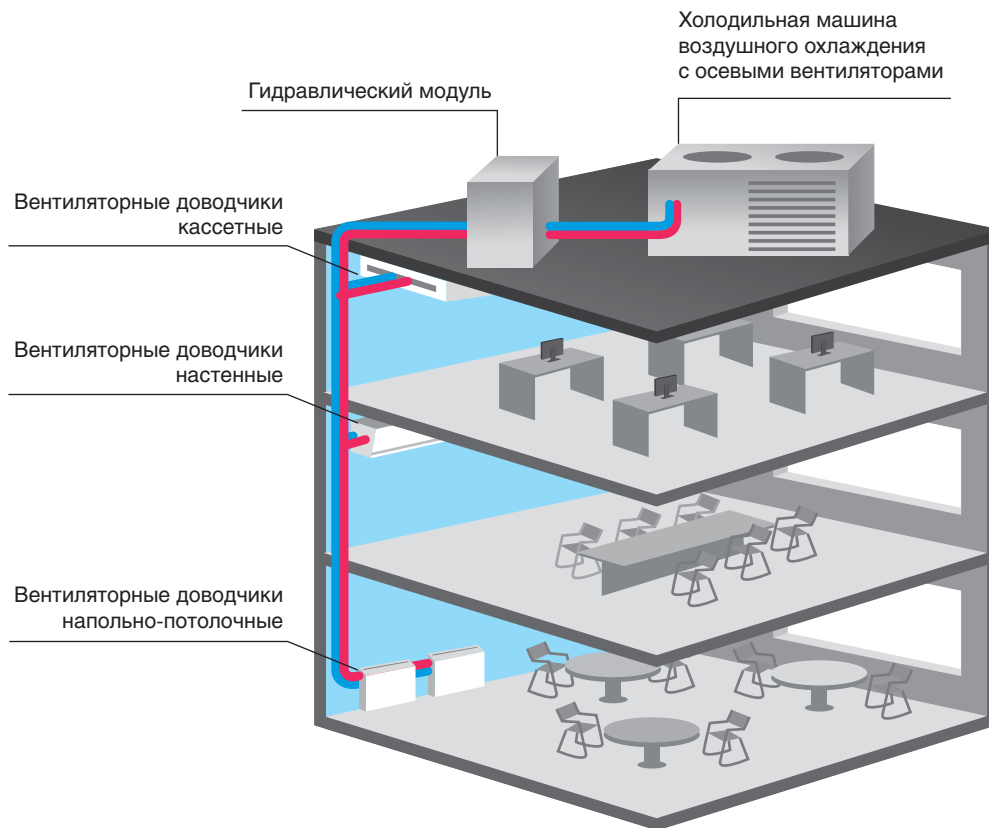 Холодильная машина
воздушного охлаждения
с осевыми вентиляторами
Гидравлический модуль
Вентиляторные доводчики
кассетные
Вентиляторные доводчики
настенные
Вентиляторные доводчики
напольно-потолочные